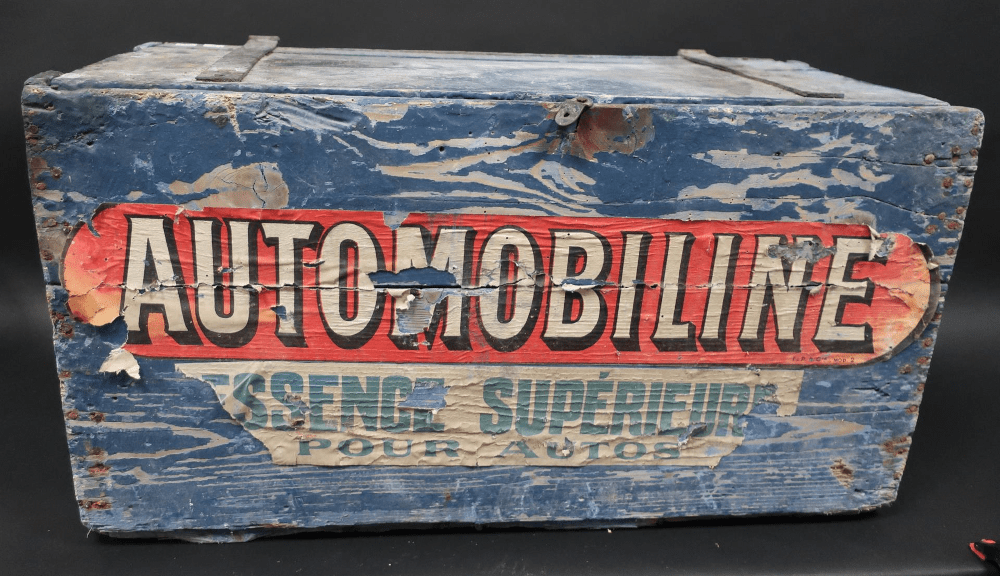 AUTOMOBILINE
ESSENCE SUPÉRIEURE
POUR AUTOS